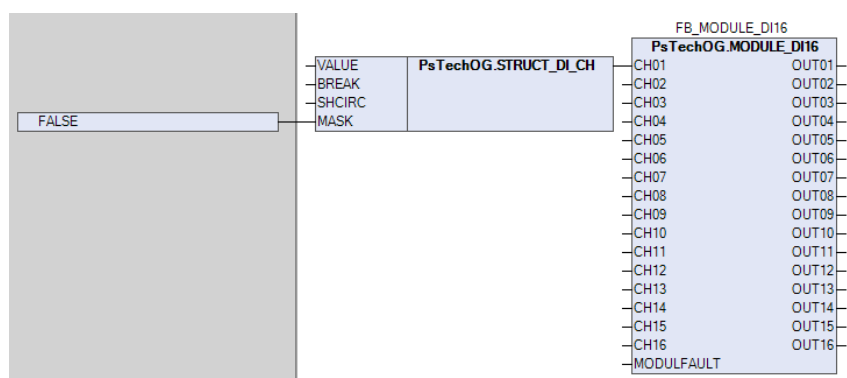 FB_MODULE_DI16
PsTechOG.MODULE_DI16
VALUE PsTechOG.STRUCT_DI_CH CH01 OUT01
BREAK CH02 OUT02
SHCIRC CH03 OUT03
FALSE MASK CH04 OUT04
CH05 OUT05
CH06 OUT06
CH07 OUT07
CH08 OUT08
CH09 OUT09
CH10 OUT10
CH11 OUT11
CH12 OUT12
CH13 OUT13
CH14 OUT14
CH15 OUT15
CH16 OUT16
MODULFAULT